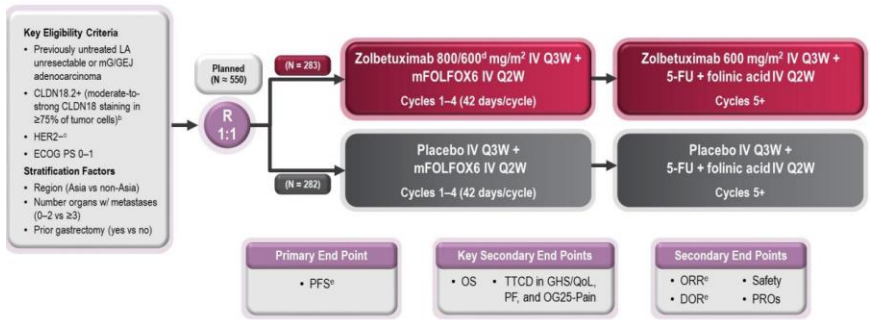 Key Eligibility Criteria
• Previously untreated LA
unresectable or mG/GEJ
adenocarcinoma
• CLDN18.2+ (moderate-to-
strong CLDN18 staining in
≥75% of tumor cells)ᵇ
• HER2–ᶜ
• ECOG PS 0–1
Stratification Factors
• Region (Asia vs non-Asia)
• Number organs w/ metastases
(0–2 vs ≥3)
• Prior gastrectomy (yes vs no)
Planned
(N ≈ 550)
R
1:1
(N = 283)
Zolbetuximab 800/600ᵈ mg/m² IV Q3W +
mFOLFOX6 IV Q2W
Cycles 1–4 (42 days/cycle)
Zolbetuximab 600 mg/m² IV Q3W +
5-FU + folinic acid IV Q2W
Cycles 5+
(N = 282)
Placebo IV Q3W +
mFOLFOX6 IV Q2W
Cycles 1–4 (42 days/cycle)
Placebo IV Q3W +
5-FU + folinic acid IV Q2W
Cycles 5+
Primary End Point
• PFSᵉ
Key Secondary End Points
• OS • TTCD in GHS/QoL,
PF, and OG25-Pain
Secondary End Points
• ORRᵉ • Safety
• DORᵉ • PROs